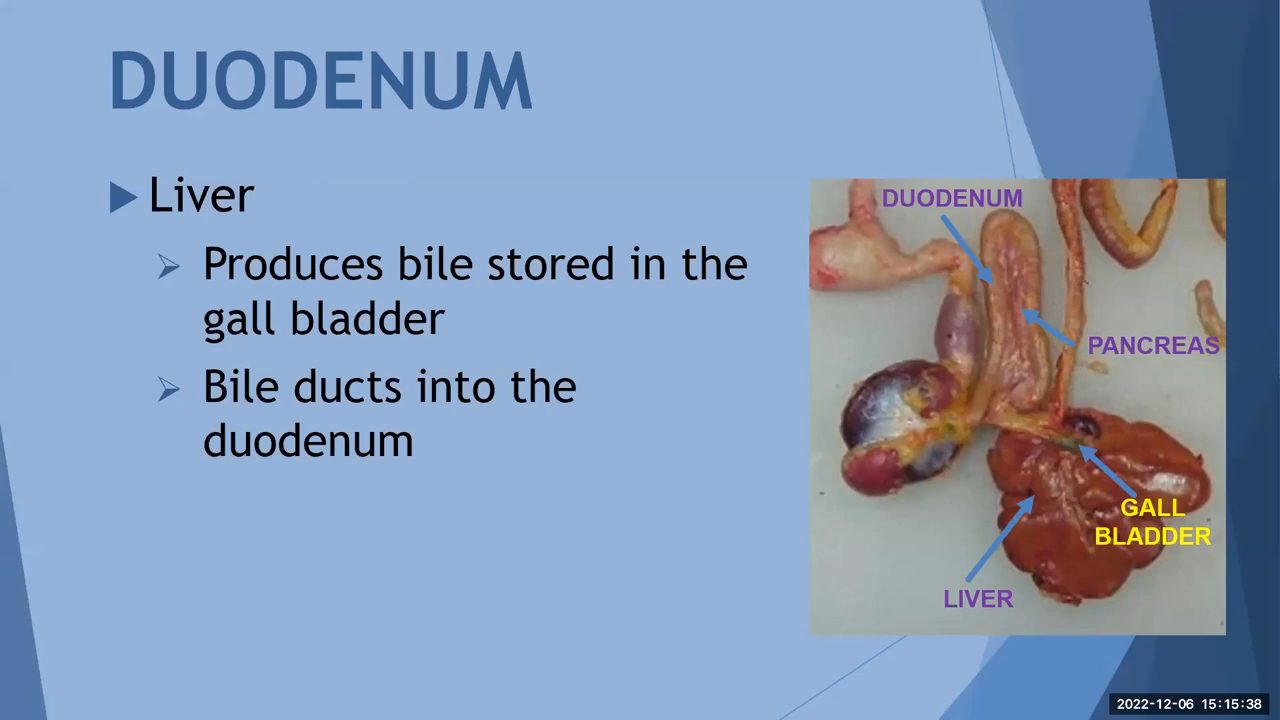 DUODENUM
Liver
Produces bile stored in the
gall bladder
Bile ducts into the
duodenum
DUODENUM
PANCREAS
GALL
BLADDER
LIVER
2022-12-06 15:15:38